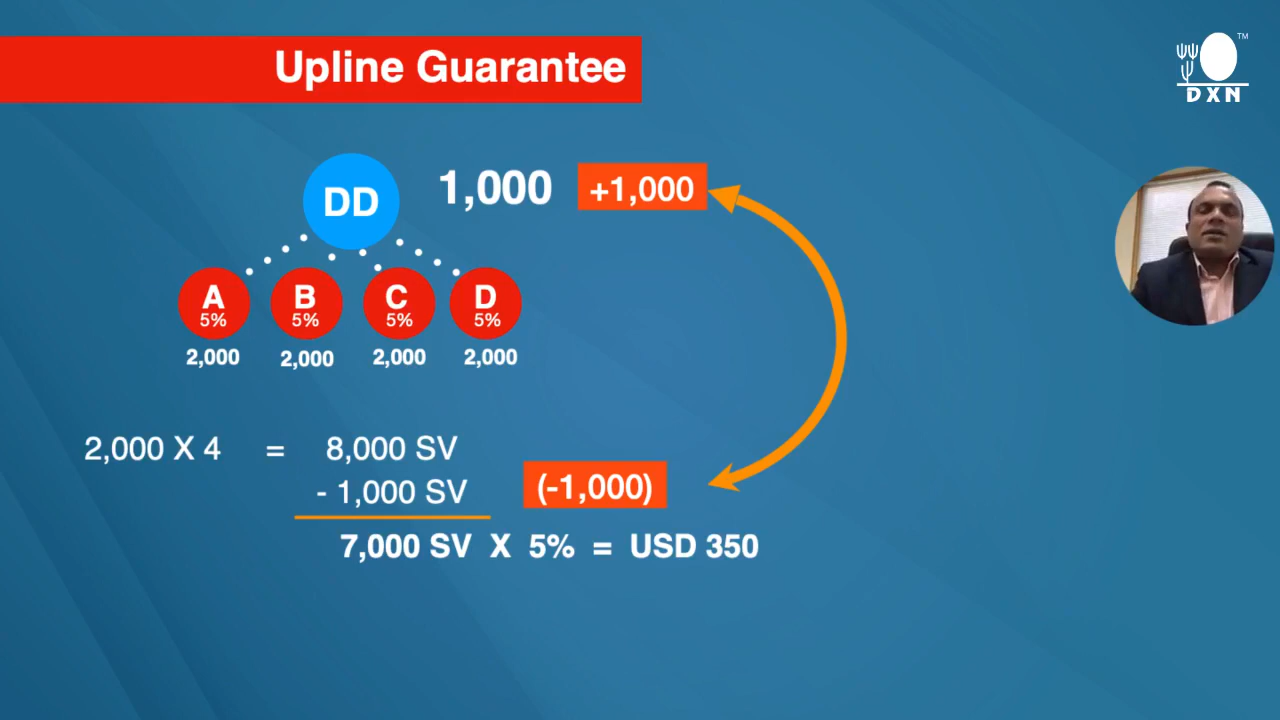 Upline Guarantee
TM
DXN
DD 1,000 +1,000
A B C D
5% 5% 5% 5%
2,000 2,000 2,000 2,000
2,000 X 4 = 8,000 SV
- 1,000 SV (-1,000)
7,000 SV X 5% = USD 350